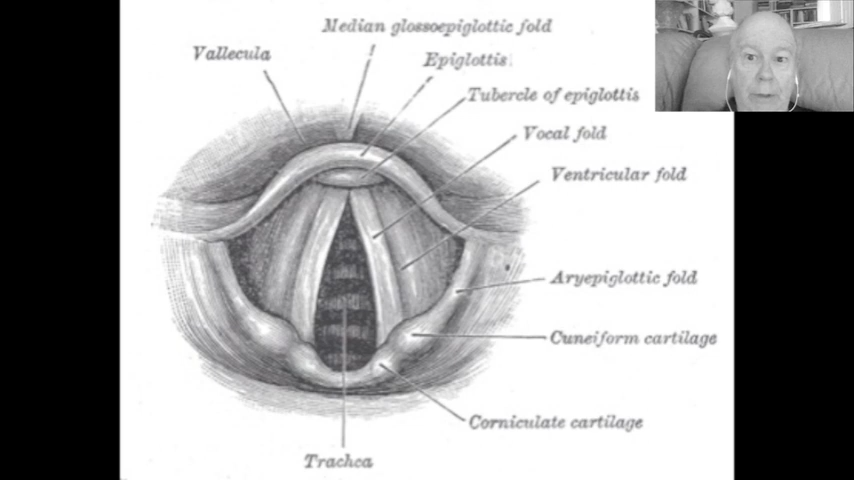 Median glossoepiglottic fold
Vallecula
Epiglottis
Tubercle of epiglottis
Vocal fold
Ventricular fold
Aryepiglottic fold
Cuneiform cartilage
Corniculate cartilage
Trachea